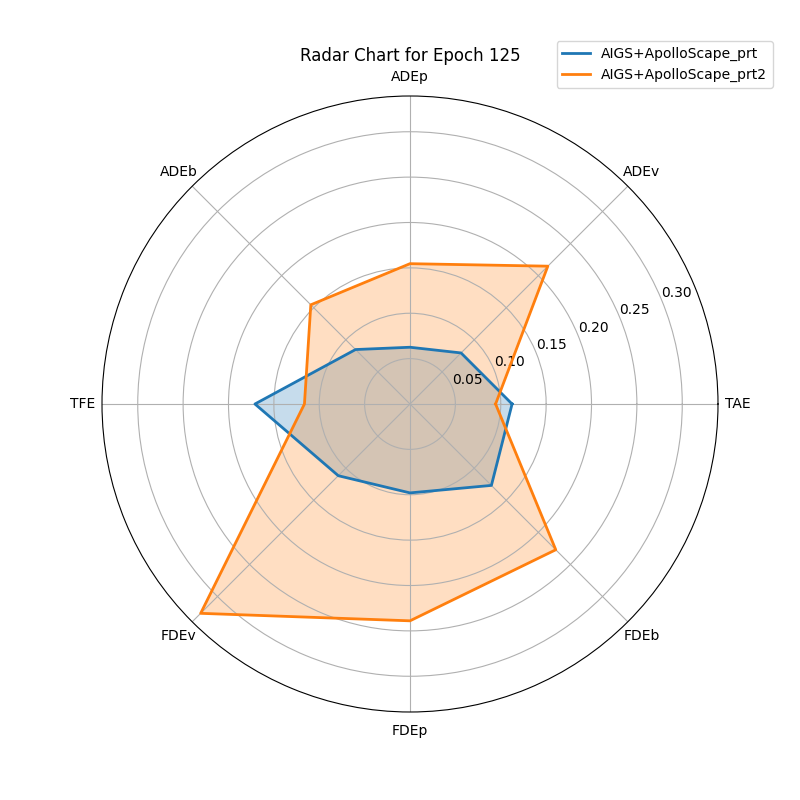 AIGS+ApolloScape_prt
AIGS+ApolloScape_prt2
Radar Chart for Epoch 125
ADEp
ADEb
ADEv
0.30
0.25
0.20
0.15
0.10
0.05
TFE
TAE
FDEv
FDEb
FDEp